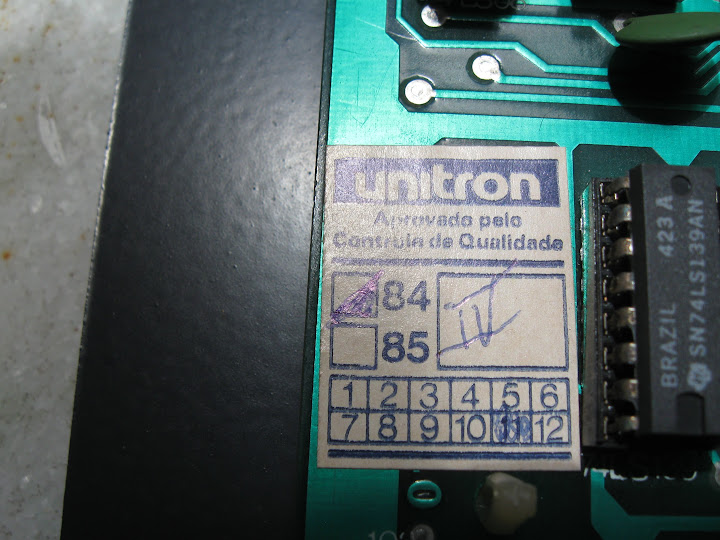 unitron
Aprovado pelo
Controle de Qualidade
84
85
IV
1 2 3 4 5 6
7 8 9 10 11 12
BRAZIL 423 A
SN74LS139AN